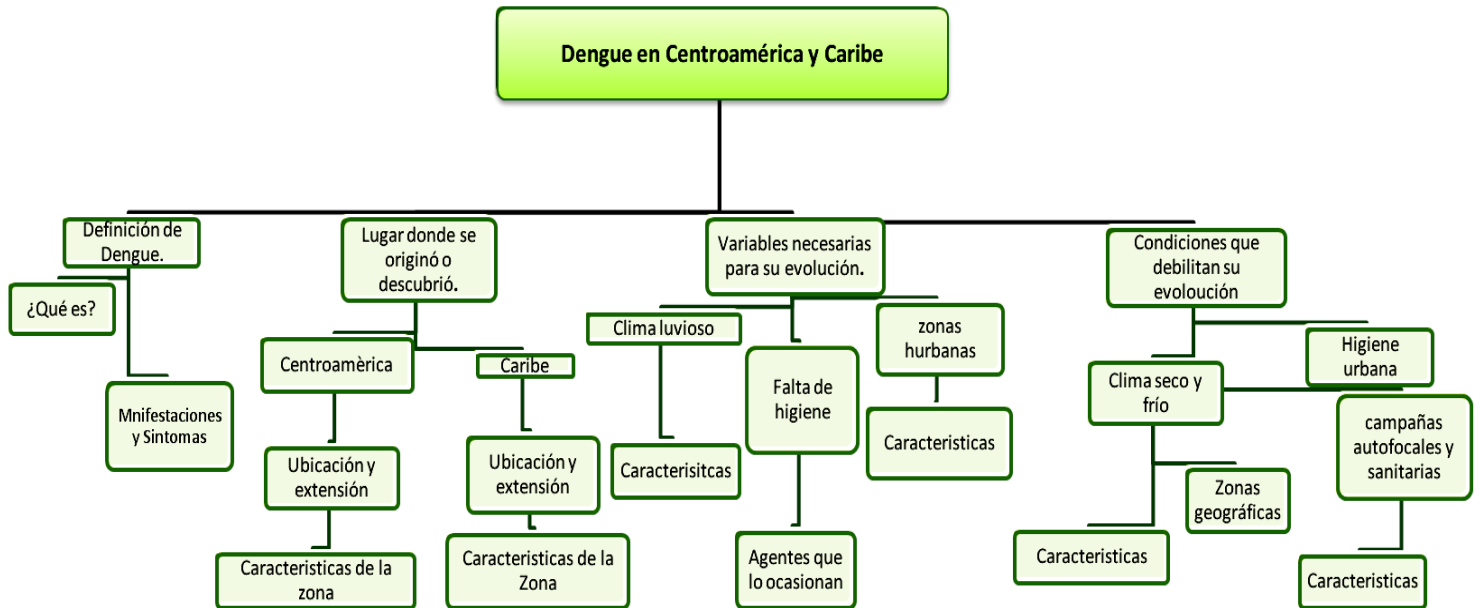 Dengue en Centroamérica y Caribe
Definición de
Dengue.
¿Qué es?
Mnifestaciones
y Sintomas
Lugar donde se
originó o
descubrió.
Centroamèrica
Ubicación y
extensión
Caracteristicas de la
zona
Caribe
Ubicación y
extensión
Caracteristicas de la
Zona
Variables necesarias
para su evolución.
Clima luvioso
Caracterisitcas
Falta de
higiene
Agentes que
lo ocasionan
zonas
hurbanas
Caracteristicas
Condiciones que
debilitan su
evoloución
Clima seco y
frío
Caracteristicas
Zonas
geográficas
Higiene
urbana
campañas
autofocales y
sanitarias
Caracteristicas